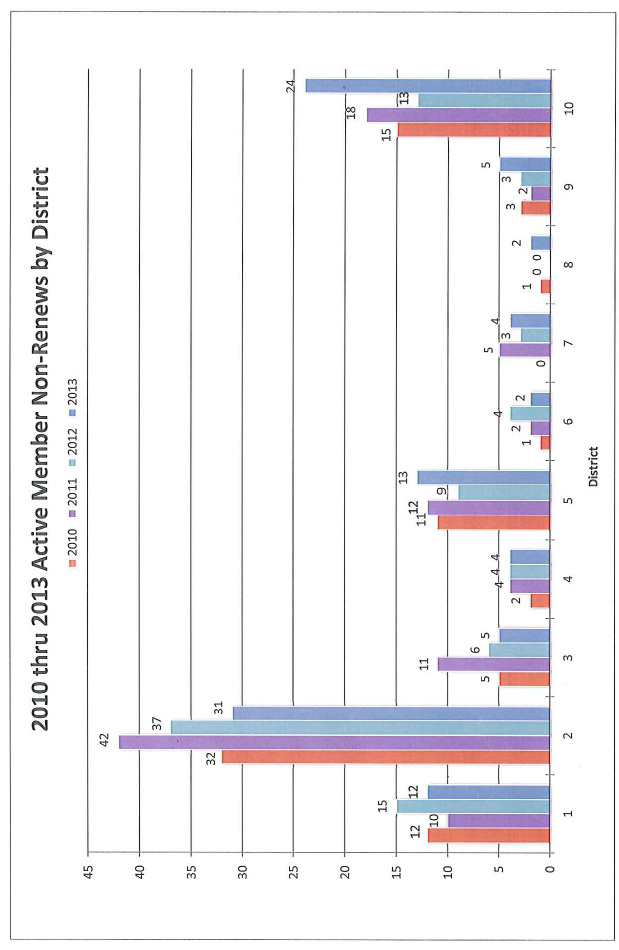 2010 thru 2013 Active Member Non-Renews by District
2010 2011 2012 2013
45
40
35
30
25
20
15
10
5
0
12 10 15 12
32 42 37 31
5 11 6 5
2 4 4 4
11 12 9 13
1 2 4 2
0 5 3 4
1 0 0 2
3 2 3 5
15 18 13 24
1 2 3 4 5 6 7 8 9 10
District